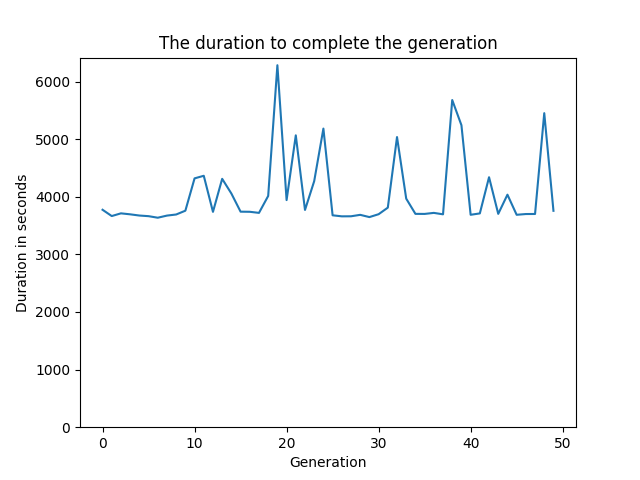 The duration to complete the generation
Duration in seconds
6000
5000
4000
3000
2000
1000
0
0 10 20 30 40 50
Generation